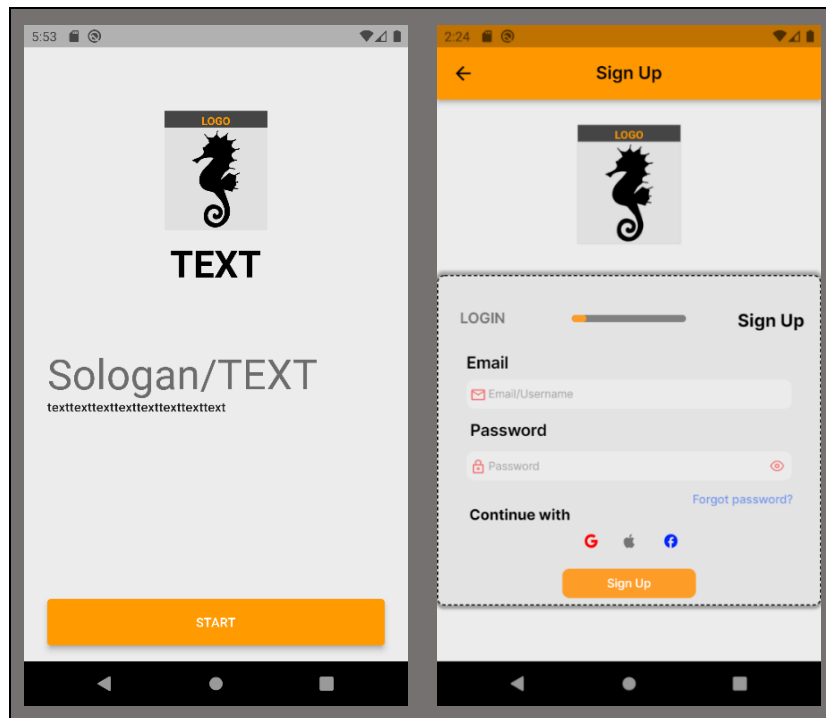 5:53
LOGO
TEXT
Sologan/TEXT
texttexttexttexttexttexttexttext
START
2:24
Sign Up
LOGO
LOGIN
Sign Up
Email
Email/Username
Password
Password
Forgot password?
Continue with
Sign Up